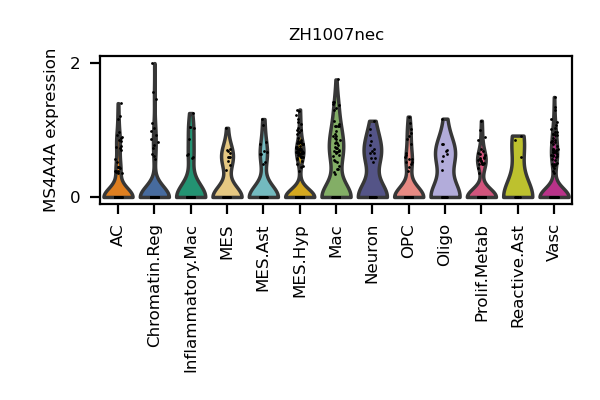 ZH1007nec
MS4A4A expression
2
0
AC
Chromatin.Reg
Inflammatory.Mac
MES
MES.Ast
MES.Hyp
Mac
Neuron
OPC
Oligo
Prolif.Metab
Reactive.Ast
Vasc